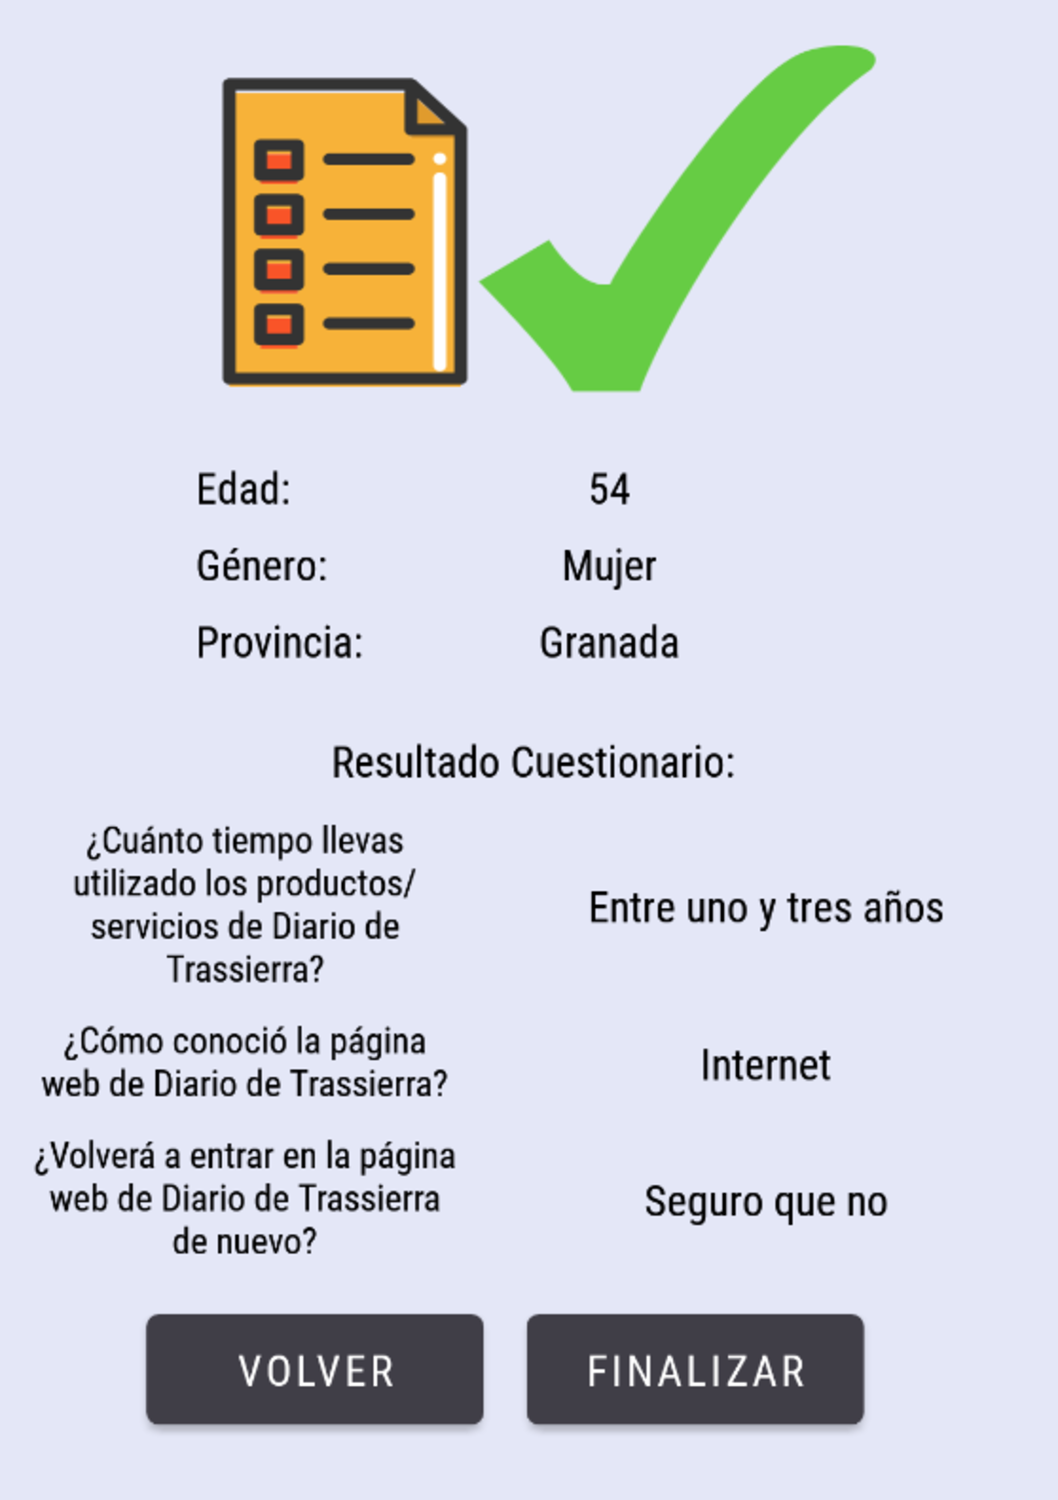 Edad: 54
Género: Mujer
Provincia: Granada
Resultado Cuestionario:
¿Cuánto tiempo llevas
utilizado los productos/
servicios de Diario de
Trassierra?
Entre uno y tres años
¿Cómo conoció la página
web de Diario de Trassierra?
Internet
¿Volverá a entrar en la página
web de Diario de Trassierra
de nuevo?
Seguro que no
VOLVER FINALIZAR